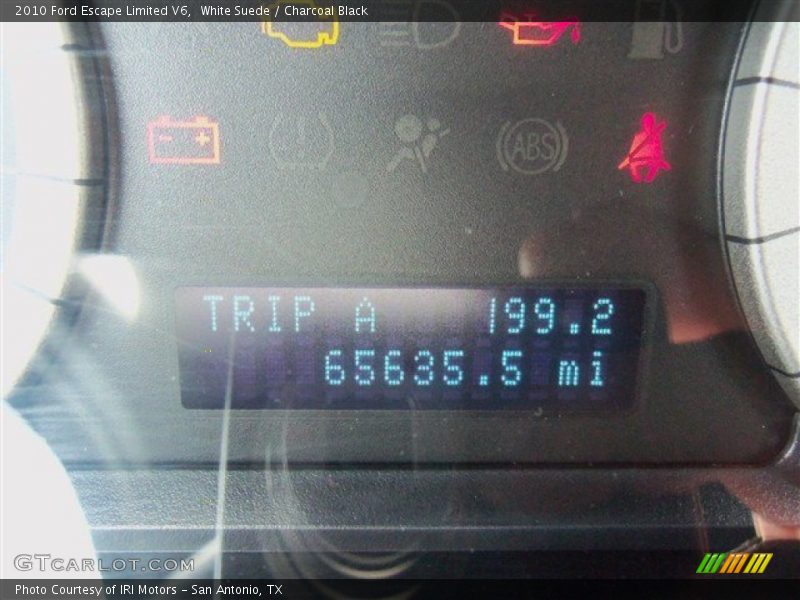 2010 Ford Escape Limited V6,  White Suede / Charcoal Black
ABS
TRIP A 199.2
65635.5 mi
GTcarlot.com
Photo Courtesy of IRI Motors - San Antonio, TX